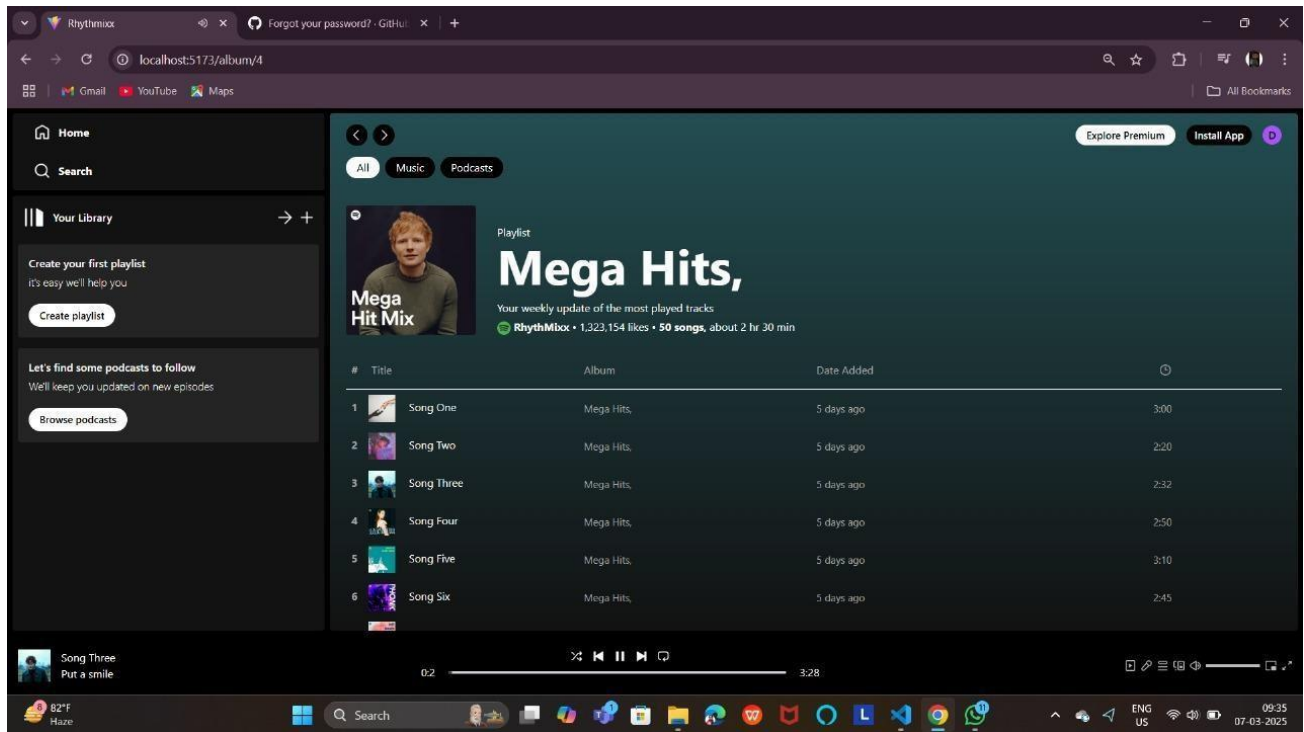 Rhythmixx
Forgot your password? · GitHub
localhost:5173/album/4
Gmail YouTube Maps All Bookmarks
Home
Search
Your Library
Create your first playlist
it's easy we'll help you
Create playlist
Let's find some podcasts to follow
We'll keep you updated on new episodes
Browse podcasts
Explore Premium Install App D
All Music Podcasts
Mega
Hit Mix
Playlist
Mega Hits,
Your weekly update of the most played tracks
RhythMixx • 1,323,154 likes • 50 songs, about 2 hr 30 min
# Title Album Date Added
1 Song One Mega Hits, 5 days ago 3:00
2 Song Two Mega Hits, 5 days ago 2:20
3 Song Three Mega Hits, 5 days ago 2:32
4 Song Four Mega Hits, 5 days ago 2:50
5 Song Five Mega Hits, 5 days ago 3:10
6 Song Six Mega Hits, 5 days ago 2:45
Song Three
Put a smile
0:2 3:28
82°F
Haze
Search
ENG
US
09:35
07-03-2025